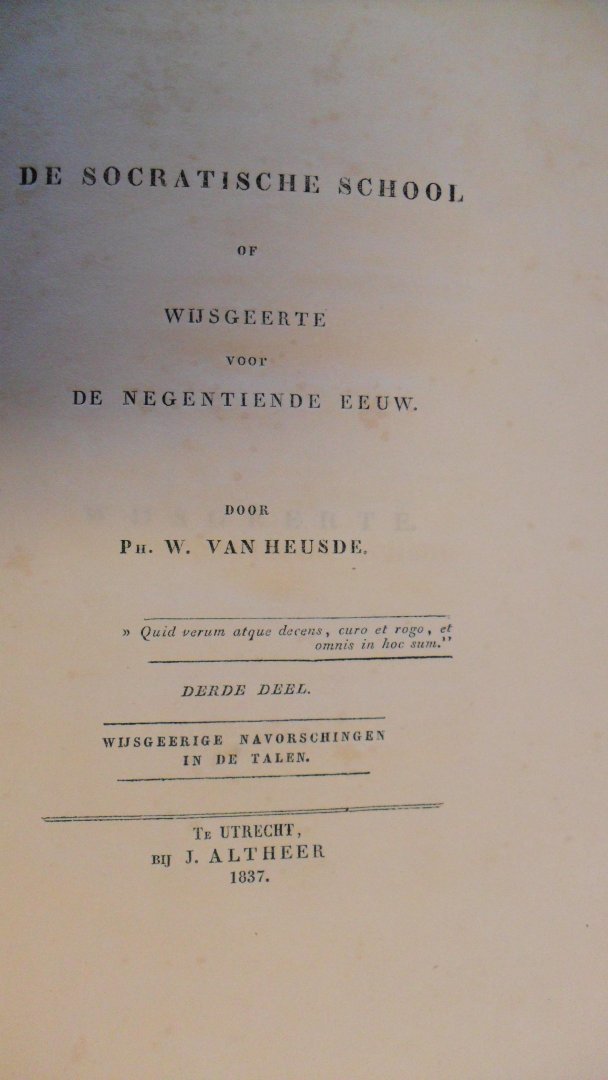 DE SOCRATISCHE SCHOOL
OF
WIJSGEERTE
VOOR
DE NEGENTIENDE EEUW.
DOOR
PH. W. VAN HEUSDE.
» Quid verum atque decens, curo et rogo, et
omnis in hoc sum."
DERDE DEEL.
WIJSGEERIGE NAVORSCHINGEN
IN DE TALEN.
TE UTRECHT,
BIJ J. ALTHEER
1837.